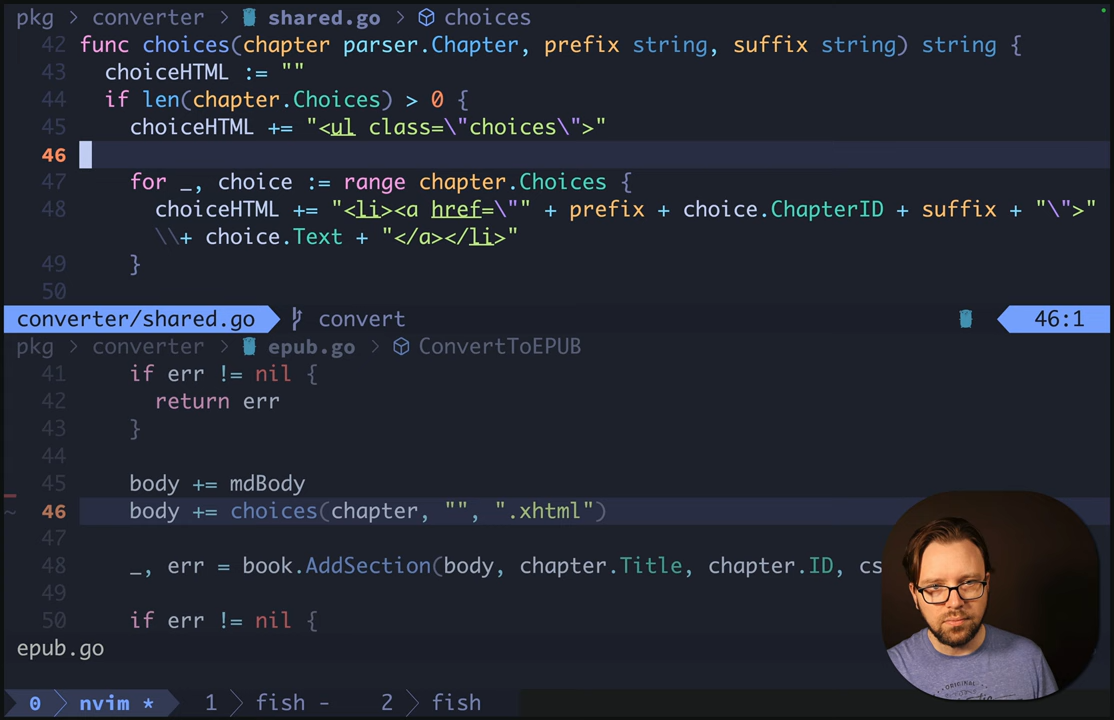 pkg > converter > shared.go > choices
42 func choices(chapter parser.Chapter, prefix string, suffix string) string {
43 choiceHTML := ""
44 if len(chapter.Choices) > 0 {
45 choiceHTML += "<ul class=\"choices\">"
46
47 for _, choice := range chapter.Choices {
48 choiceHTML += "<li><a href=\"" + prefix + choice.ChapterID + suffix + "\">"
\\+ choice.Text + "</a></li>"
49 }
50
converter/shared.go convert 46:1
pkg > converter > epub.go > ConvertToEPUB
41 if err != nil {
42 return err
43 }
44
45 body += mdBody
~ 46 body += choices(chapter, "", ".xhtml")
47
48 _, err = book.AddSection(body, chapter.Title, chapter.ID, cs
49
50 if err != nil {
epub.go
0 nvim * 1 fish - 2 fish
ORIGINAL